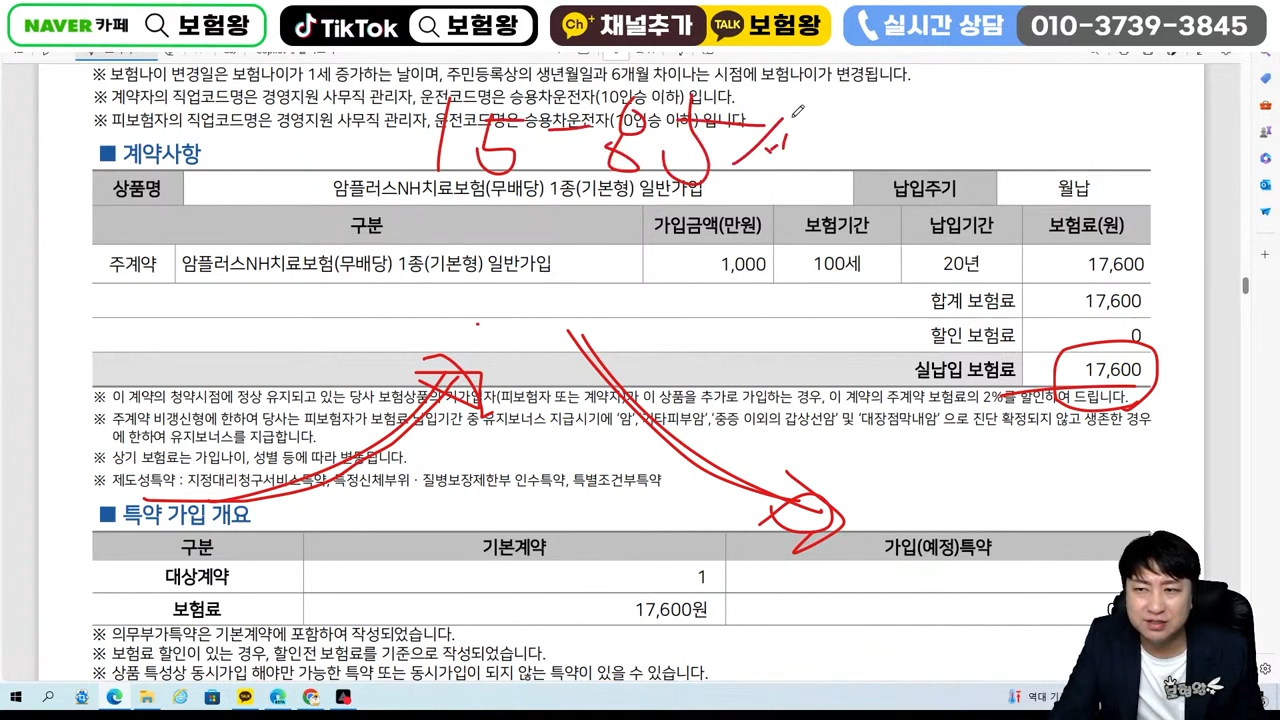 NAVER 카페 보험왕 TikTok 보험왕 Ch+ 채널추가 TALK 보험왕 실시간 상담 010-3739-3845
※ 보험나이 변경일은 보험나이가 1세 증가하는 날이며, 주민등록상의 생년월일과 6개월 차이나는 시점에 보험나이가 변경됩니다.
※ 계약자의 직업코드명은 경영지원 사무직 관리자, 운전코드명은 승용차운전자(10인승 이하) 입니다.
※ 피보험자의 직업코드명은 경영지원 사무직 관리자, 운전코드명은 승용차운전자(10인승 이하) 입니다.
15-85%
■ 계약사항
상품명 암플러스NH치료보험(무배당) 1종(기본형) 일반가입 납입주기 월납
구분 가입금액(만원) 보험기간 납입기간 보험료(원)
주계약 암플러스NH치료보험(무배당) 1종(기본형) 일반가입 1,000 100세 20년 17,600
합계 보험료 17,600
할인 보험료 0
실납입 보험료 17,600
※ 이 계약의 청약시점에 정상 유지되고 있는 당사 보험상품의 기가입자(피보험자 또는 계약자)가 이 상품을 추가로 가입하는 경우, 이 계약의 주계약 보험료의 2%를 할인하여 드립니다.
※ 주계약 비갱신형에 한하여 당사는 피보험자가 보험료 납입기간 중 유지보너스 지급시기에 '암', '기타피부암', '중증 이외의 갑상선암' 및 '대장점막내암' 으로 진단 확정되지 않고 생존한 경우
에 한하여 유지보너스를 지급합니다.
※ 상기 보험료는 가입나이, 성별 등에 따라 변동됩니다.
※ 제도성특약 : 지정대리청구서비스특약, 특정신체부위 · 질병보장제한부 인수특약, 특별조건부특약
■ 특약 가입 개요
구분 기본계약 가입(예정)특약
대상계약 1
보험료 17,600원
※ 의무부가특약은 기본계약에 포함하여 작성되었습니다.
※ 보험료 할인이 있는 경우, 할인전 보험료를 기준으로 작성되었습니다.
※ 상품 특성상 동시가입 해야만 가능한 특약 또는 동시가입이 되지 않는 특약이 있을 수 있습니다.
보험왕